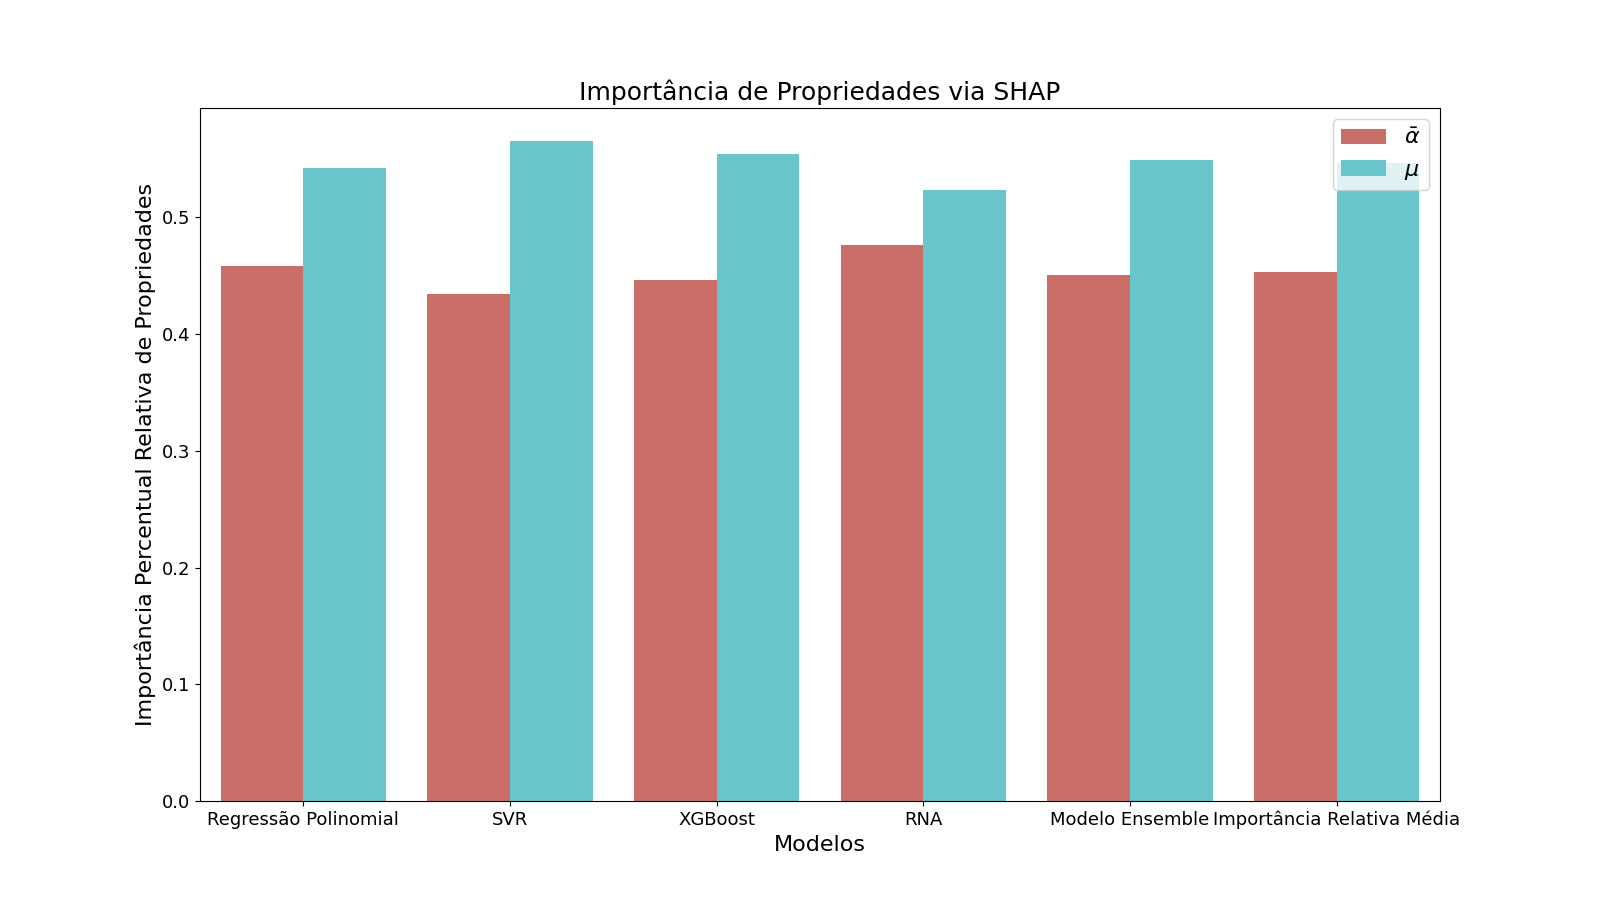 Importância de Propriedades via SHAP
Importância Percentual Relativa de Propriedades
0.5
0.4
0.3
0.2
0.1
0.0
ᾱ
μ
Regressão Polinomial SVR XGBoost RNA Modelo Ensemble Importância Relativa Média
Modelos